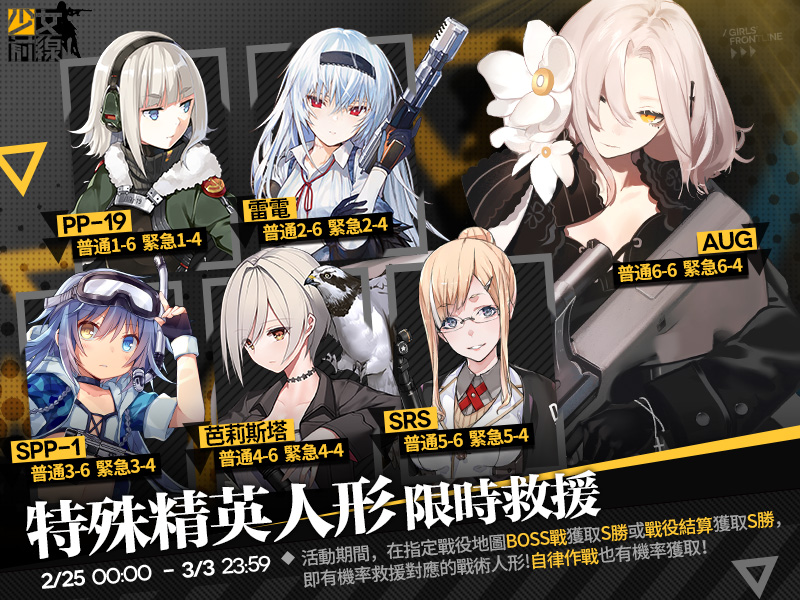 少女前線
GIRLS' FRONTLINE
PP-19
普通1-6 緊急1-4
雷電
普通2-6 緊急2-4
AUG
普通6-6 緊急6-4
SPP-1
普通3-6 緊急3-4
芭莉斯塔
普通4-6 緊急4-4
SRS
普通5-6 緊急5-4
特殊精英人形 限時救援
2/25 00:00 - 3/3 23:59
◆ 活動期間，在指定戰役地圖BOSS戰獲取S勝或戰役結算獲取S勝，
即有機率救援對應的戰術人形!自律作戰也有機率獲取!